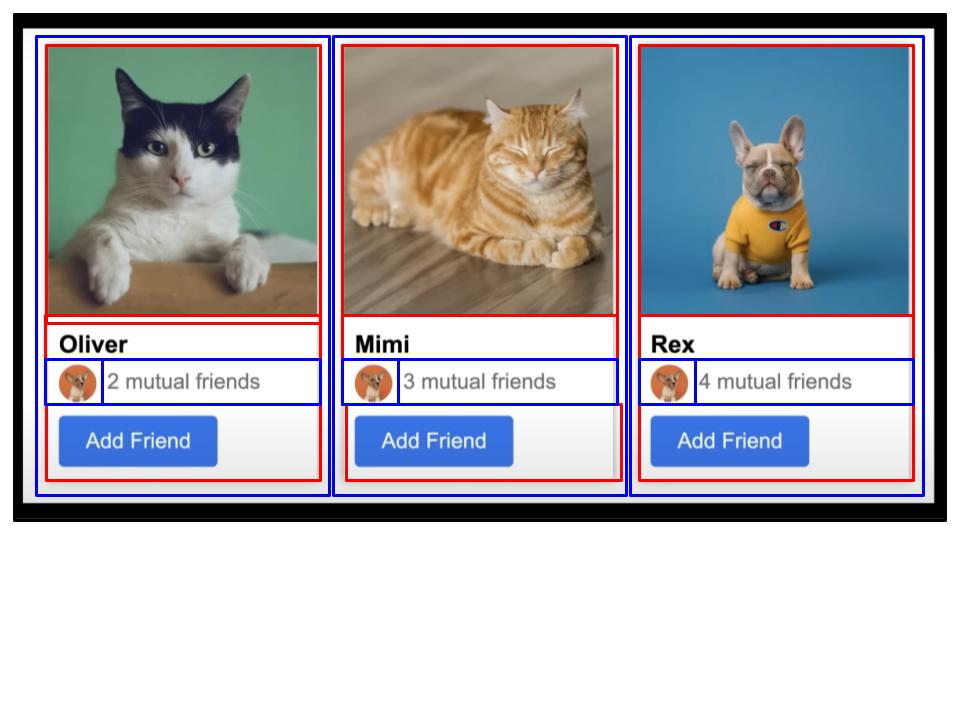 Oliver
2 mutual friends
Add Friend
Mimi
3 mutual friends
Add Friend
Rex
4 mutual friends
Add Friend